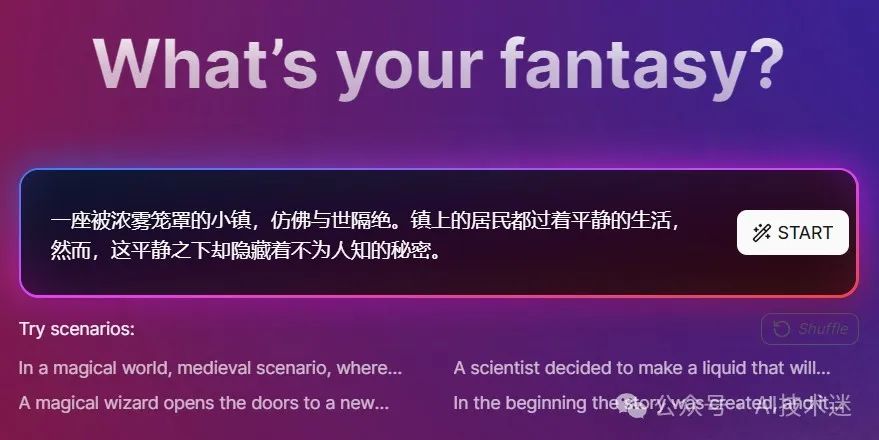 What's your fantasy?
一座被浓雾笼罩的小镇，仿佛与世隔绝。镇上的居民都过着平静的生活，
然而，这平静之下却隐藏着不为人知的秘密。
START
Try scenarios:
Shuffle
In a magical world, medieval scenario, where...
A scientist decided to make a liquid that will...
A magical wizard opens the doors to a new...
In the beginning the story was created, and it...
公众号 · AI技术迷